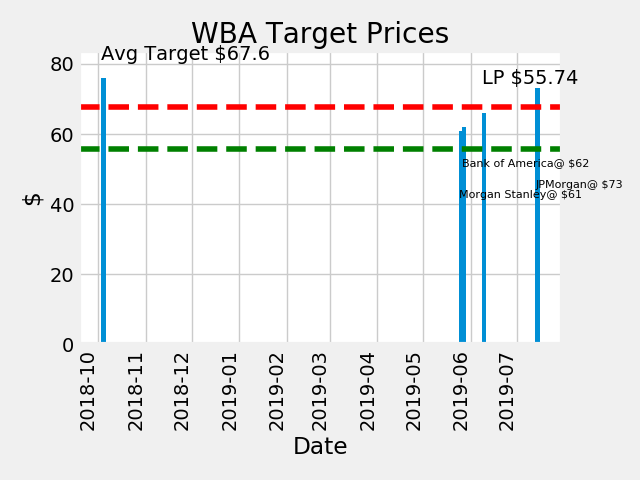 WBA Target Prices
Avg Target $67.6
LP $55.74
80
60
40
20
0
$
Bank of America@ $62
JPMorgan@ $73
Morgan Stanley@ $61
2018-10
2018-11
2018-12
2019-01
2019-02
2019-03
2019-04
2019-05
2019-06
2019-07
Date